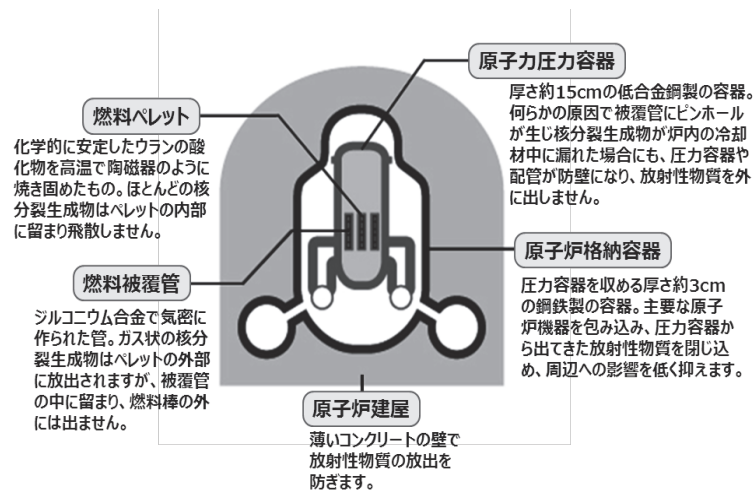 原子力圧力容器
厚さ約15cmの低合金鋼製の容器。
何らかの原因で被覆管にピンホール
が生じ核分裂生成物が炉内の冷却
材中に漏れた場合にも、圧力容器や
配管が防壁になり、放射性物質を外
に出しません。
燃料ペレット
化学的に安定したウランの酸
化物を高温で陶磁器のように
焼き固めたもの。ほとんどの核
分裂生成物はペレットの内部
に留まり飛散しません。
原子炉格納容器
圧力容器を収める厚さ約3cm
の鋼鉄製の容器。主要な原子
炉機器を包み込み、圧力容器か
ら出てきた放射性物質を閉じ込
め、周辺への影響を低く抑えます。
燃料被覆管
ジルコニウム合金で気密に
作られた管。ガス状の核分
裂生成物はペレットの外部
に放出されますが、被覆管
の中に留まり、燃料棒の外
には出ません。
原子炉建屋
薄いコンクリートの壁で
放射性物質の放出を
防ぎます。